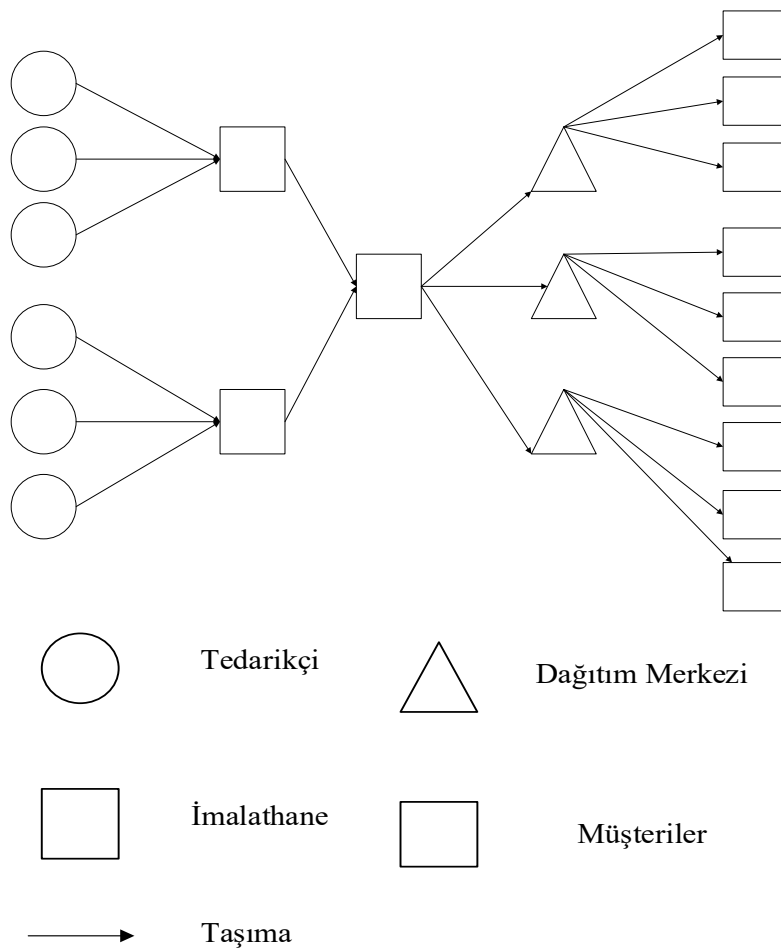 Tedarikçi
Dağıtım Merkezi
İmalathane
Müşteriler
Taşıma